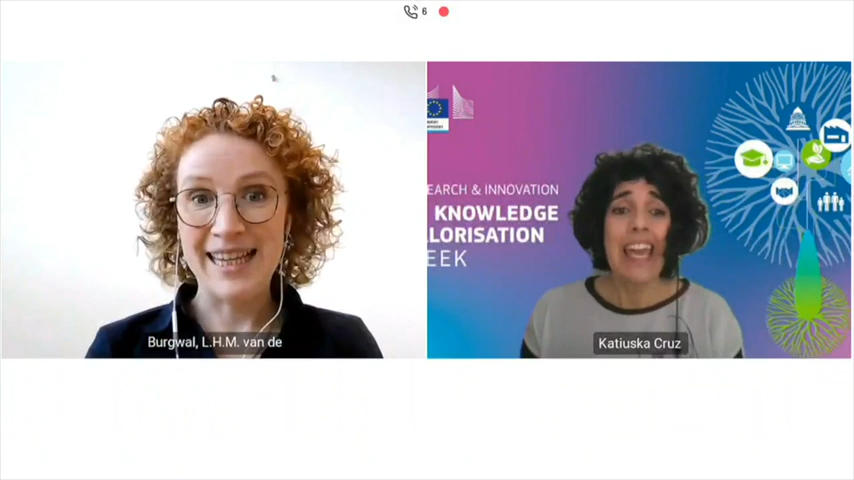 6
EARCH & INNOVATION
KNOWLEDGE
LORISATION
EEK
Burgwal, L.H.M. van de
Katiuska Cruz